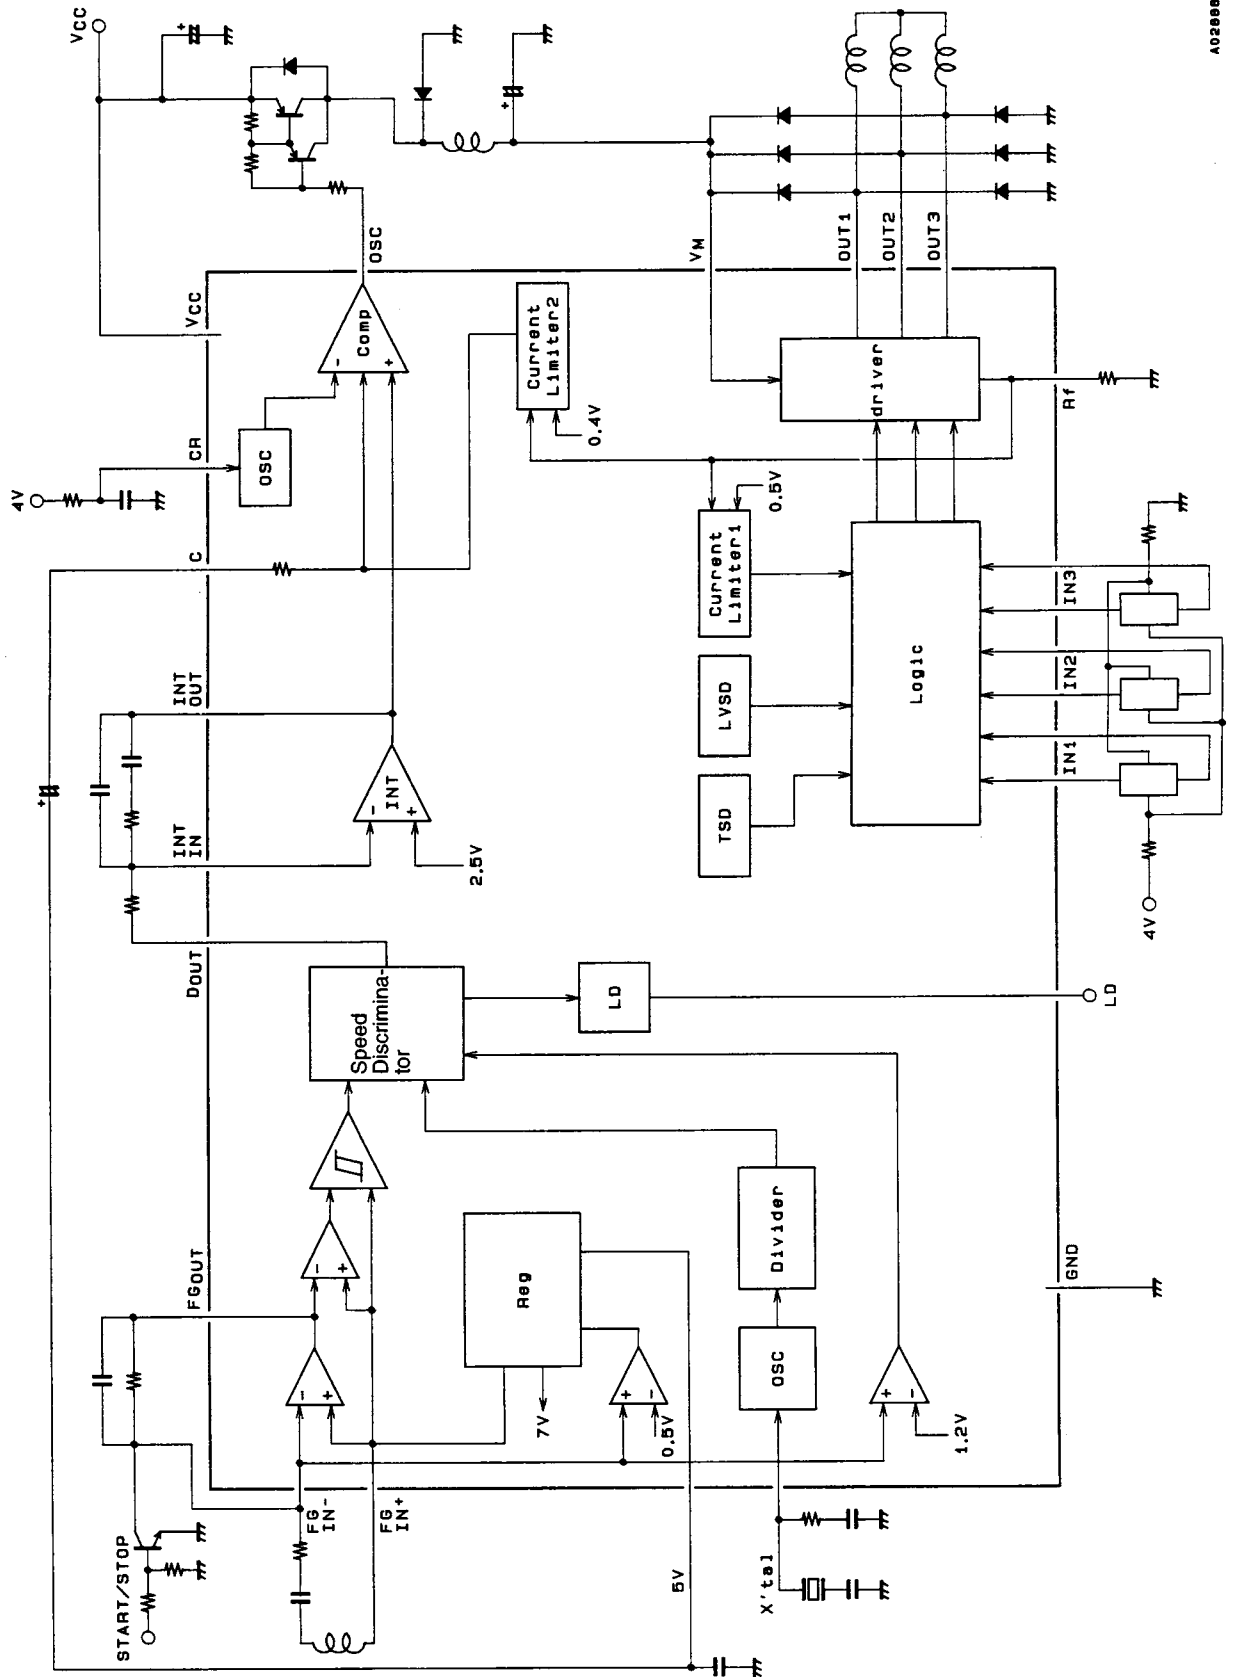 A02688
VCC
START/STOP
FGOUT
DOUT
INT
IN
INT
OUT
C
4V
CR
VCC
OSC
OSC
-
Comp
+
-
INT
+
2.5V
Speed
Discrimina-
tor
LD
LD
FG
IN-
FG
IN+
-
+
-
+
Reg
7V
+
-
0.5V
5V
X'tal
OSC
Divider
+
-
1.2V
GND
Current
Limiter2
0.4V
Current
Limiter1
0.5V
LVSD
TSD
Logic
driver
VM
OUT1
OUT2
OUT3
Rf
IN1
IN2
IN3
4V
+
+
+